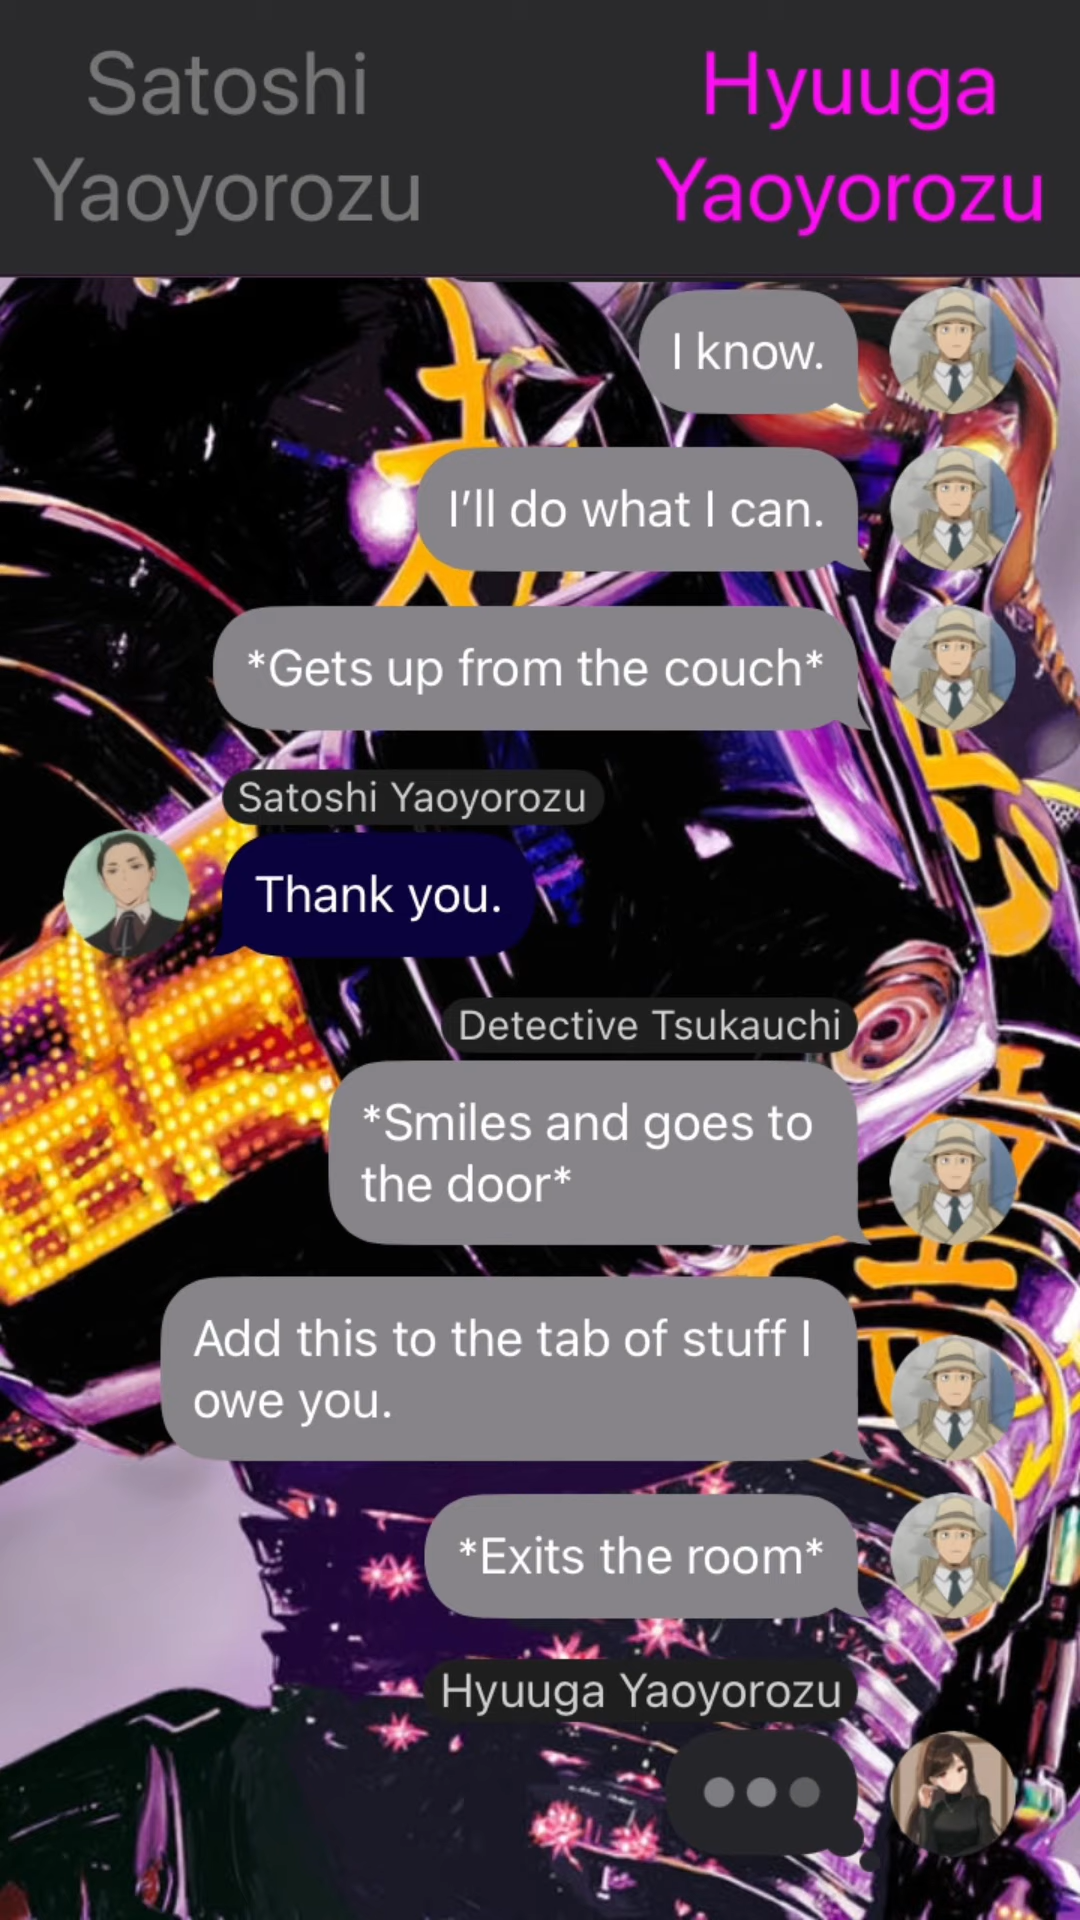 Satoshi
Yaoyorozu
Hyuuga
Yaoyorozu
I know.
I’ll do what I can.
*Gets up from the couch*
Satoshi Yaoyorozu
Thank you.
Detective Tsukauchi
*Smiles and goes to
the door*
Add this to the tab of stuff I
owe you.
*Exits the room*
Hyuuga Yaoyorozu